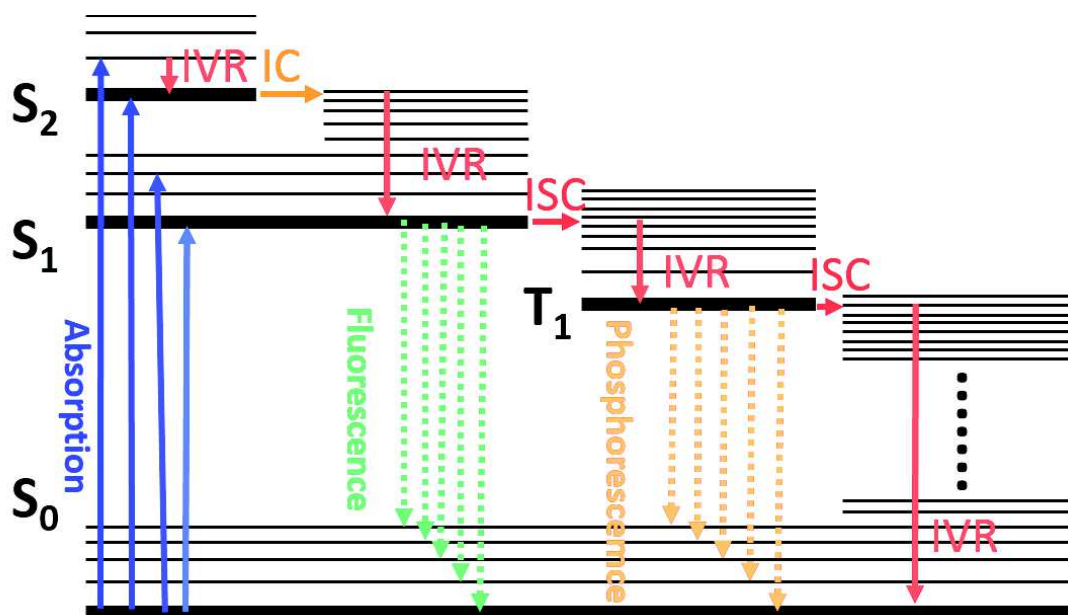 IVR
IC
S2
IVR
ISC
S1
IVR
ISC
T1
Absorption
Fluorescence
Phosphorescence
S0
IVR